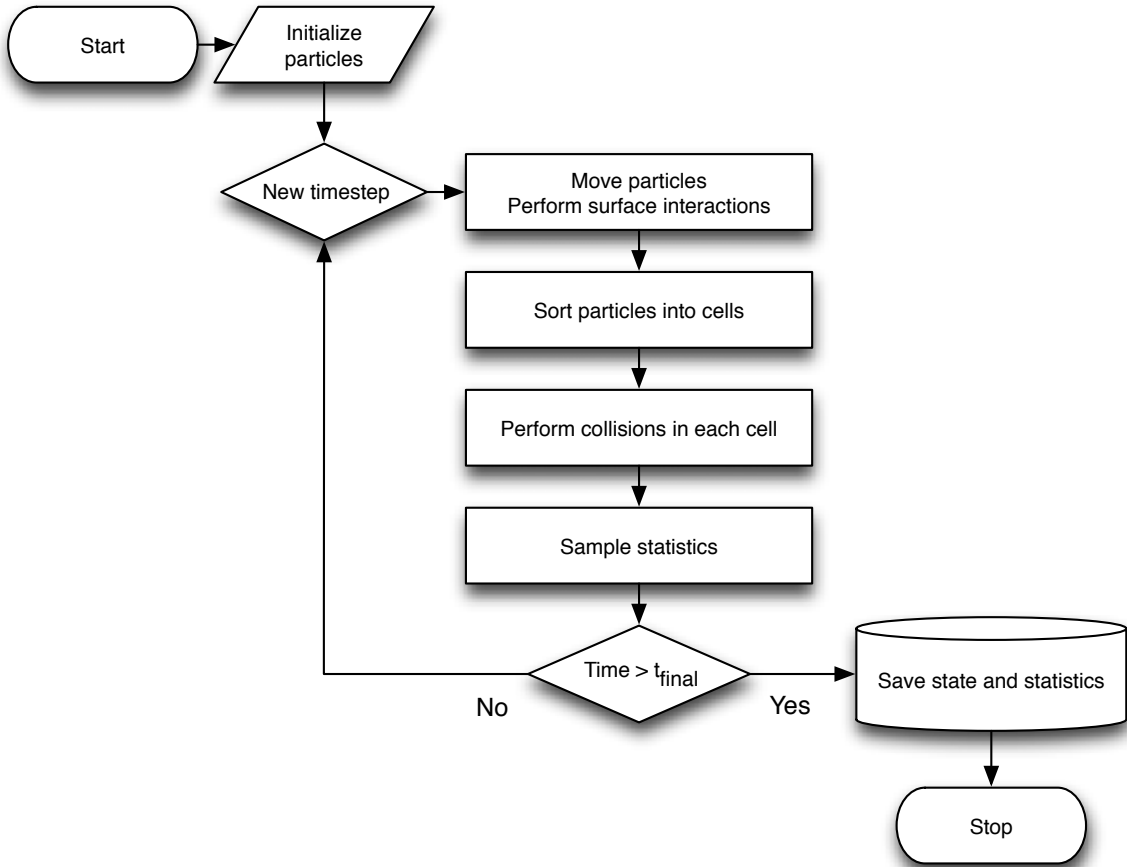 Start
Initialize
particles
New timestep
Move particles
Perform surface interactions
Sort particles into cells
Perform collisions in each cell
Sample statistics
Time > t_final
No
Yes
Save state and statistics
Stop